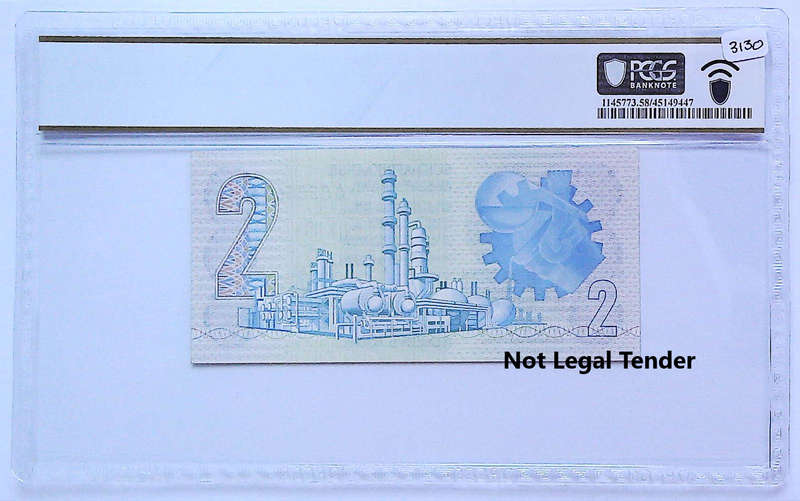 3130
PCGS
BANKNOTE
1145773.58/45149447
2
2
Not Legal Tender